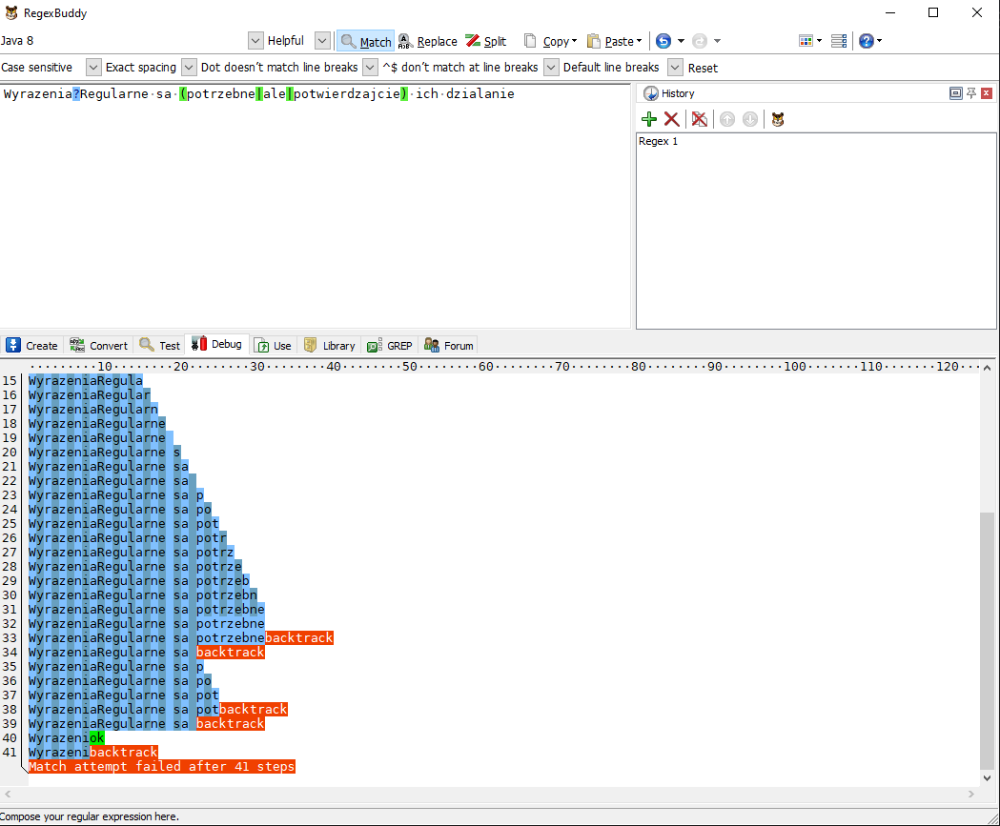 RegexBuddy
Java 8 Helpful Match Replace Split Copy Paste
Case sensitive Exact spacing Dot doesn't match line breaks ^$ don't match at line breaks Default line breaks Reset
Wyrazenia?Regularne·sa·(potrzebne|ale|potwierdzajcie)·ich·dzialanie
History
Regex 1
Create Convert Test Debug Use Library GREP Forum
10 20 30 40 50 60 70 80 90 100 110 120
15 WyrazeniaRegula
16 WyrazeniaRegular
17 WyrazeniaRegularn
18 WyrazeniaRegularne
19 WyrazeniaRegularne
20 WyrazeniaRegularne s
21 WyrazeniaRegularne sa
22 WyrazeniaRegularne sa
23 WyrazeniaRegularne sa p
24 WyrazeniaRegularne sa po
25 WyrazeniaRegularne sa pot
26 WyrazeniaRegularne sa potr
27 WyrazeniaRegularne sa potrz
28 WyrazeniaRegularne sa potrze
29 WyrazeniaRegularne sa potrzeb
30 WyrazeniaRegularne sa potrzebn
31 WyrazeniaRegularne sa potrzebne
32 WyrazeniaRegularne sa potrzebne
33 WyrazeniaRegularne sa potrzebnebacktrack
34 WyrazeniaRegularne sa backtrack
35 WyrazeniaRegularne sa p
36 WyrazeniaRegularne sa po
37 WyrazeniaRegularne sa pot
38 WyrazeniaRegularne sa potbacktrack
39 WyrazeniaRegularne sa backtrack
40 Wyrazeniok
41 Wyrazenibacktrack
Match attempt failed after 41 steps
Compose your regular expression here.